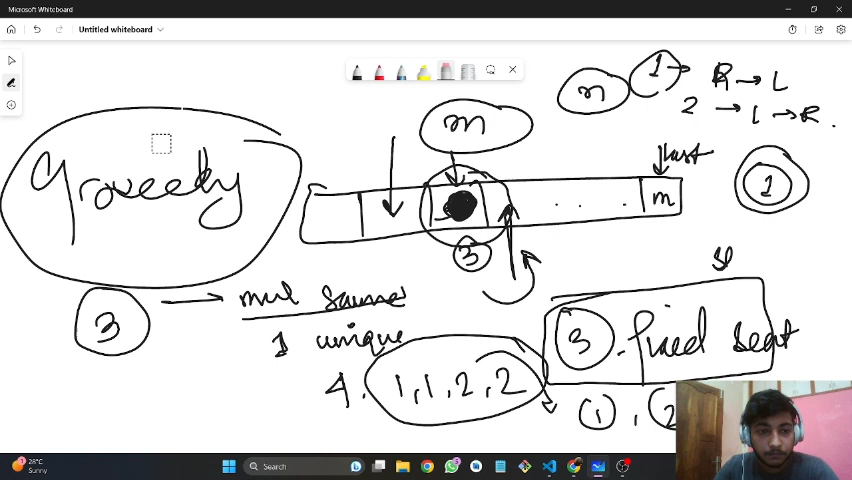 Microsoft Whiteboard
Untitled whiteboard
n 1 → R → L
2 → L → R.
m
Greedy
last
m
1
3
3 → mul same
1 unique
3. fixed seat
4. 1, 1, 2, 2
1, 2
28°C
Sunny
Search